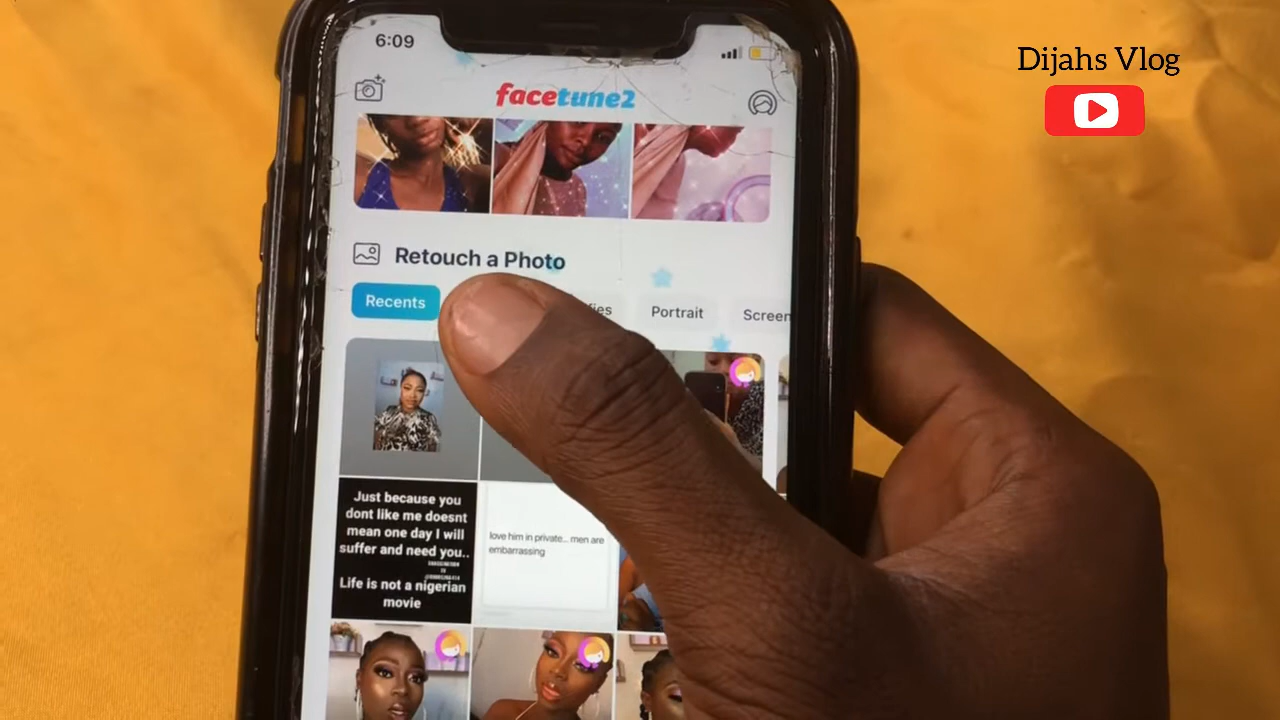 6:09
Dijahs Vlog
facetune2
Retouch a Photo
Recents
Portrait
Screen
Just because you
dont like me doesnt
mean one day I will
suffer and need you..
Life is not a nigerian
movie
love him in private... men are
embarrassing